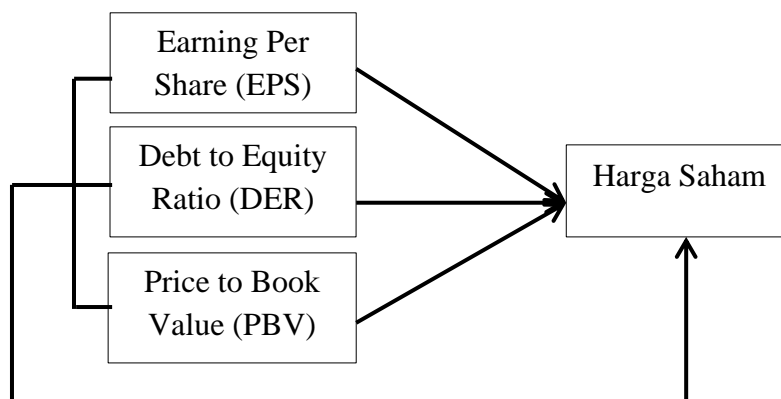 Earning Per
Share (EPS)
Debt to Equity
Ratio (DER)
Harga Saham
Price to Book
Value (PBV)